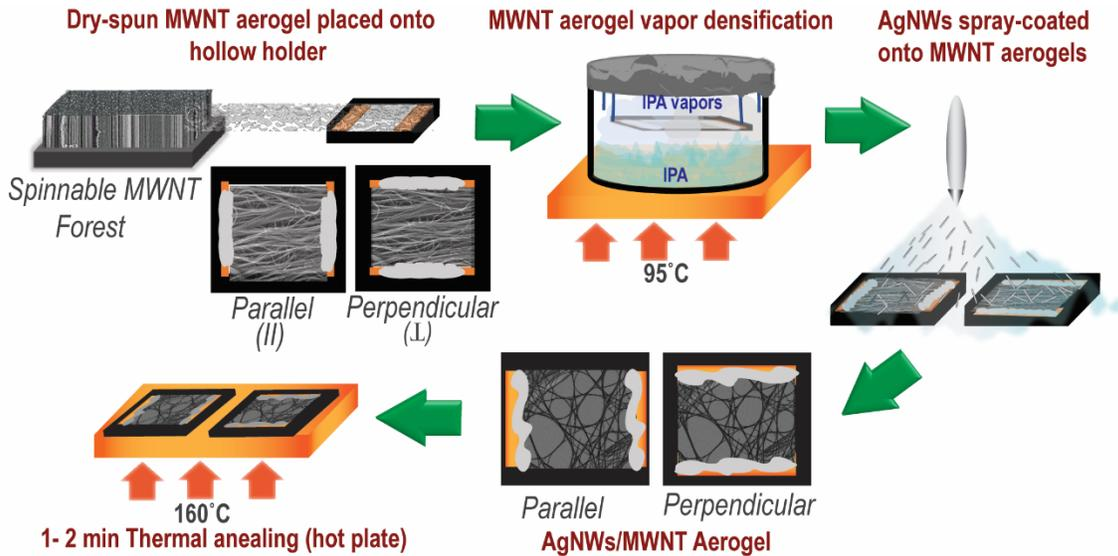 Dry-spun MWNT aerogel placed onto
hollow holder
MWNT aerogel vapor densification
AgNWs spray-coated
onto MWNT aerogels
IPA vapors
IPA
Spinnable MWNT
Forest
Parallel
(II)
Perpendicular
(⊥)
95˚C
Parallel
Perpendicular
AgNWs/MWNT Aerogel
160˚C
1- 2 min Thermal anealing (hot plate)